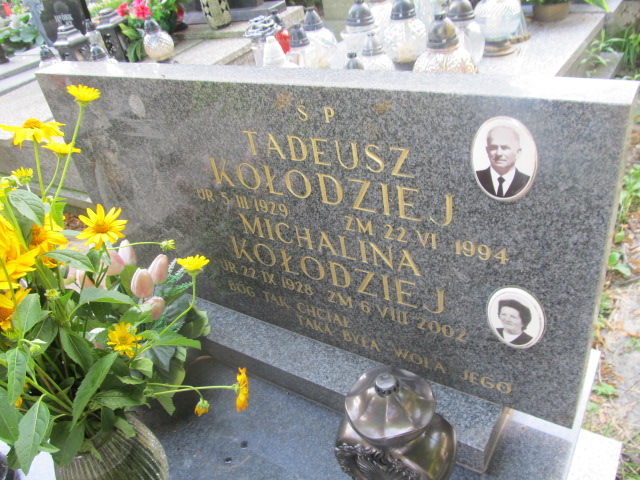 Ś P
TADEUSZ
KOŁODZIEJ
UR 5 III 1929 ZM 22 VI 1994
MICHALINA
KOŁODZIEJ
UR 22 IX 1928 ZM 6 VIII 2002
BÓG TAK CHCIAŁ
TAKA BYŁA WOLA JEGO